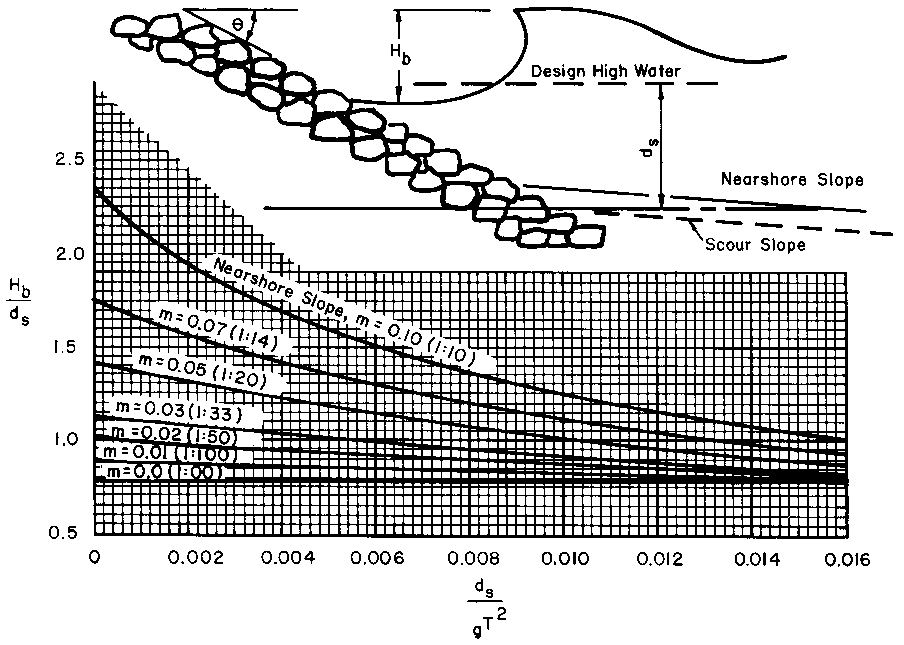 θ
H_b
Design High Water
d_s
Nearshore Slope
Scour Slope
2.5
2.0
H_b
d_s
1.5
1.0
0.5
Nearshore Slope, m = 0.10 (1:10)
m=0.07(1:14)
m=0.05(1:20)
m=0.03(1:33)
m=0.02(1:50)
m=0.01(1:100)
m=0.0(1:00)
0 0.002 0.004 0.006 0.008 0.010 0.012 0.014 0.016
d_s
gT²